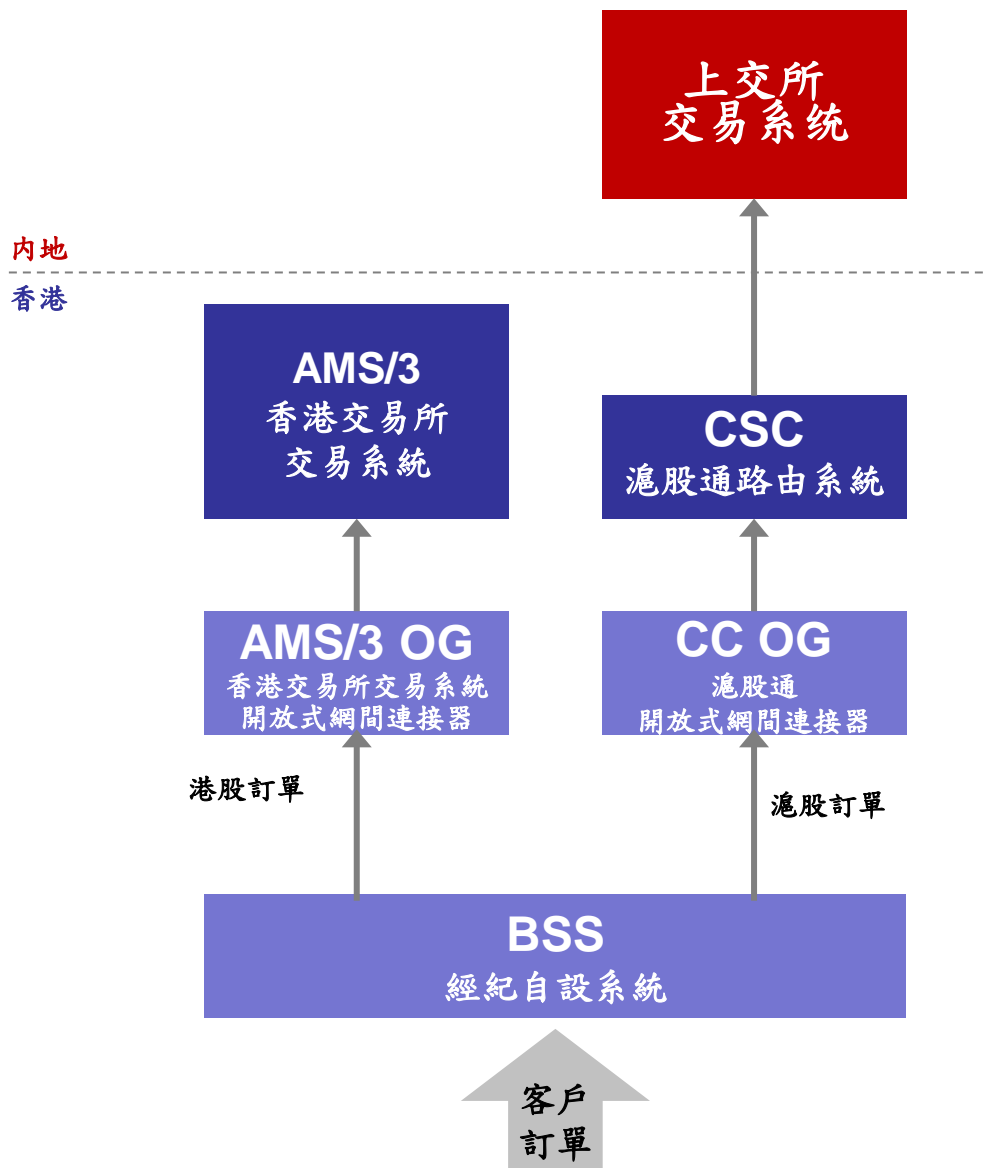 上交所
交易系统
内地
香港
AMS/3
香港交易所
交易系統
CSC
滬股通路由系統
AMS/3 OG
香港交易所交易系統
開放式網間連接器
CC OG
滬股通
開放式網間連接器
港股訂單
滬股訂單
BSS
經紀自設系統
客戶
訂單